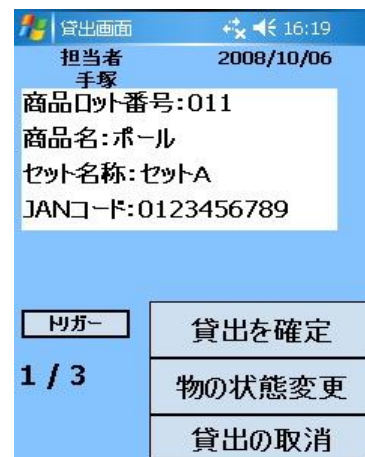 貸出画面 16:19
担当者 2008/10/06
手塚
商品ロット番号:011
商品名:ポール
セット名称:セットA
JANコード:0123456789
トリガー
貸出を確定
1 / 3
物の状態変更
貸出の取消